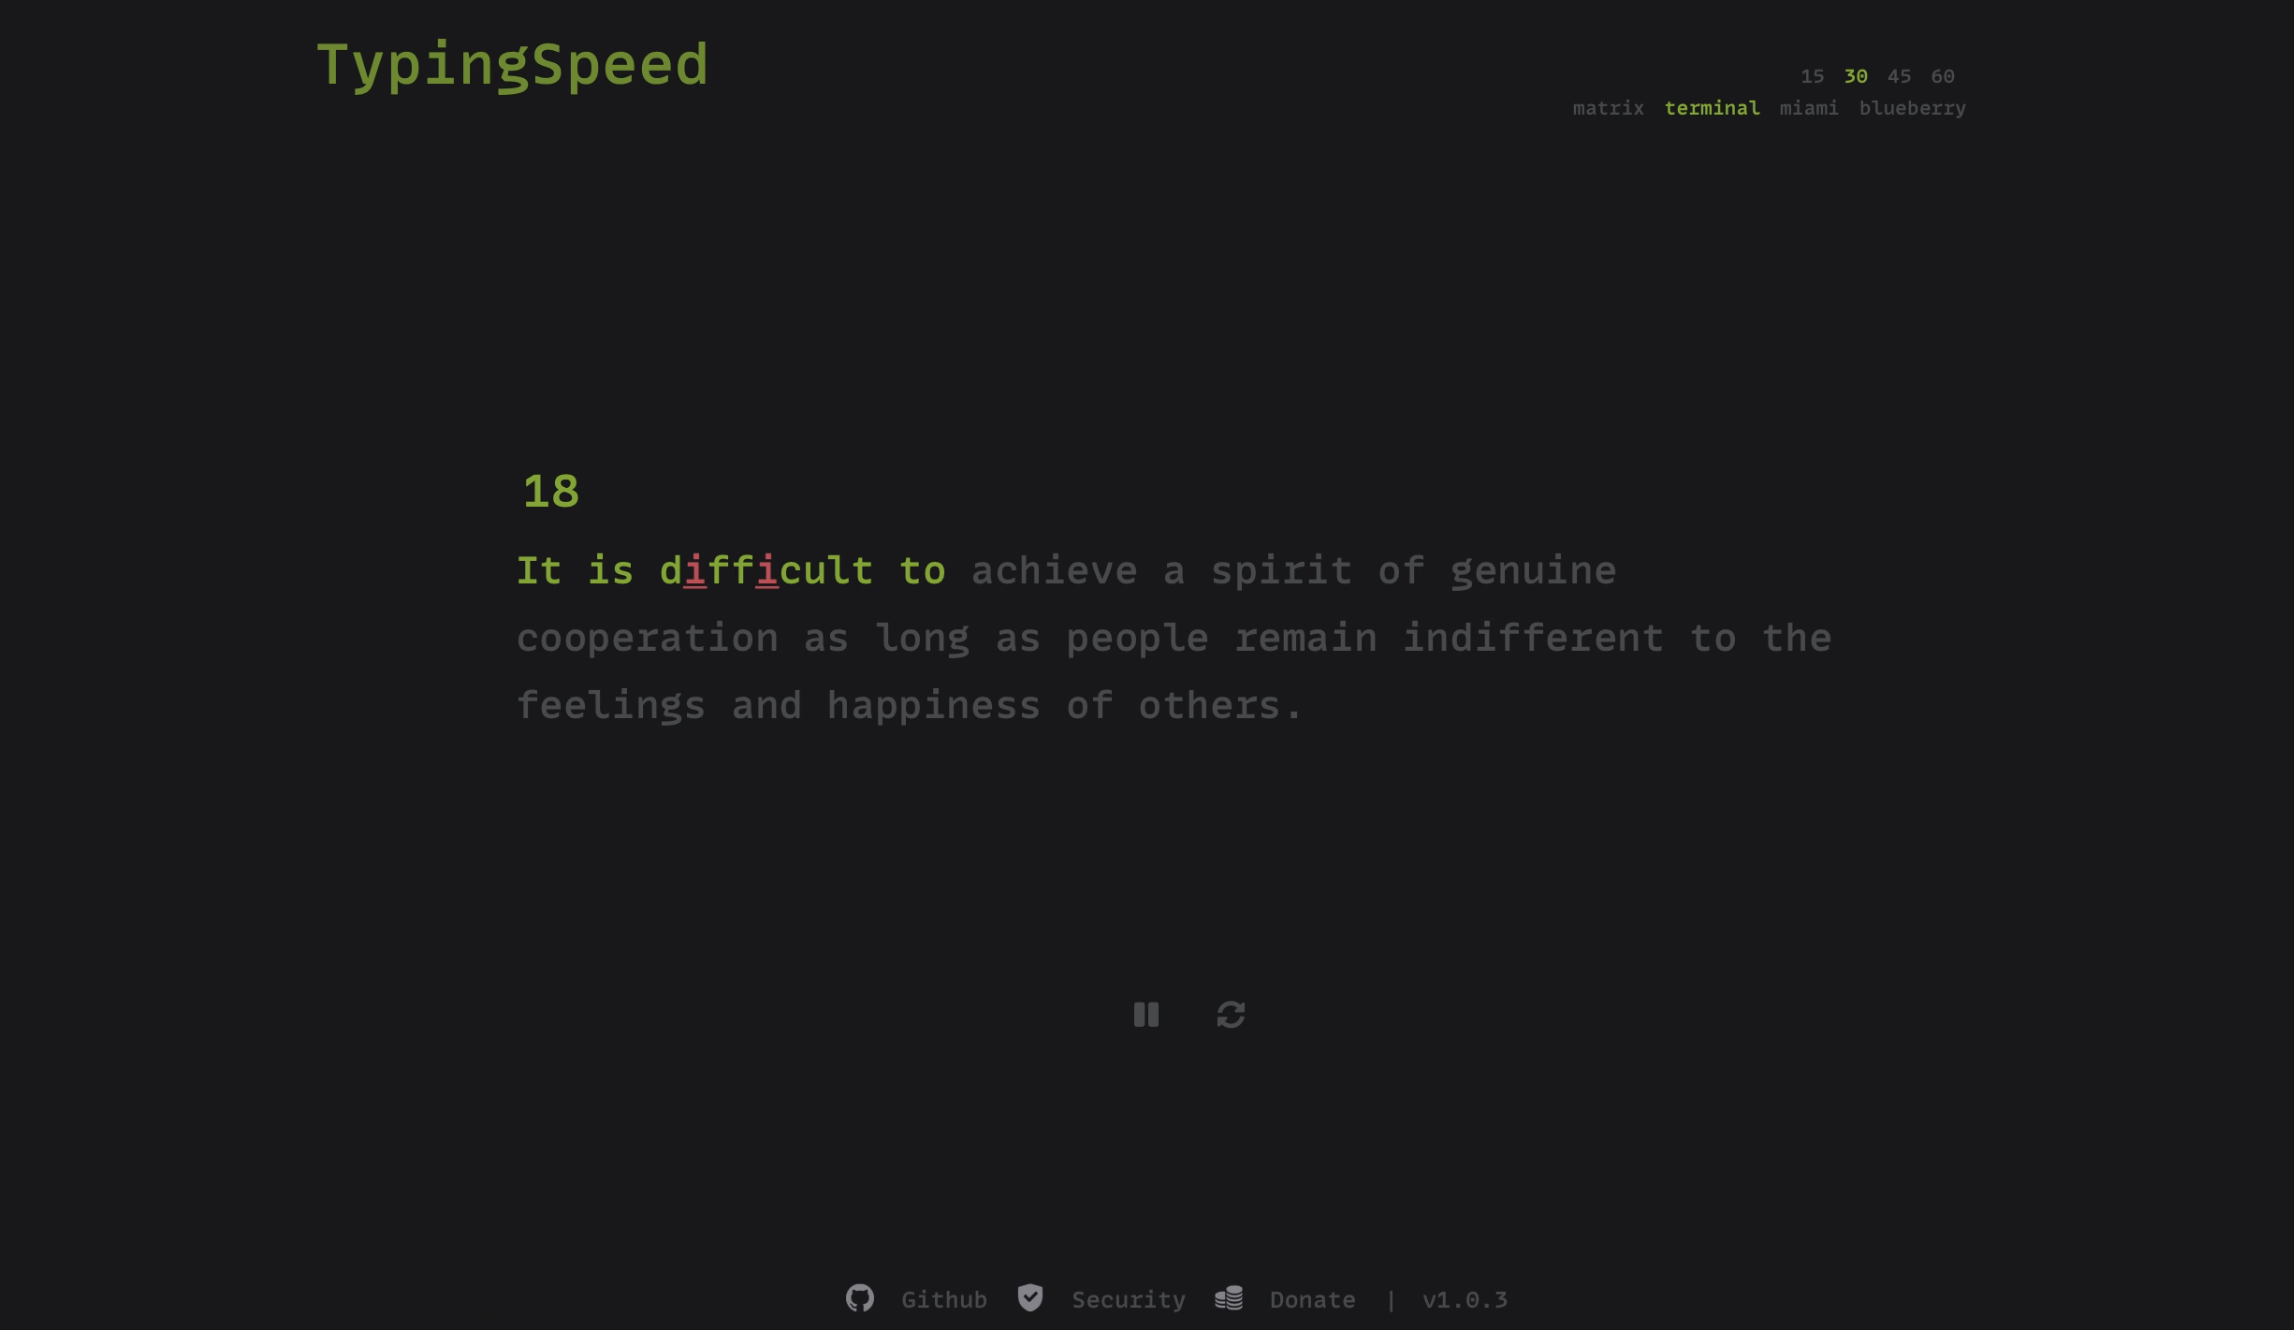 TypingSpeed
15 30 45 60
matrix terminal miami blueberry
18
It is difficult to achieve a spirit of genuine
cooperation as long as people remain indifferent to the
feelings and happiness of others.
Github Security Donate | v1.0.3